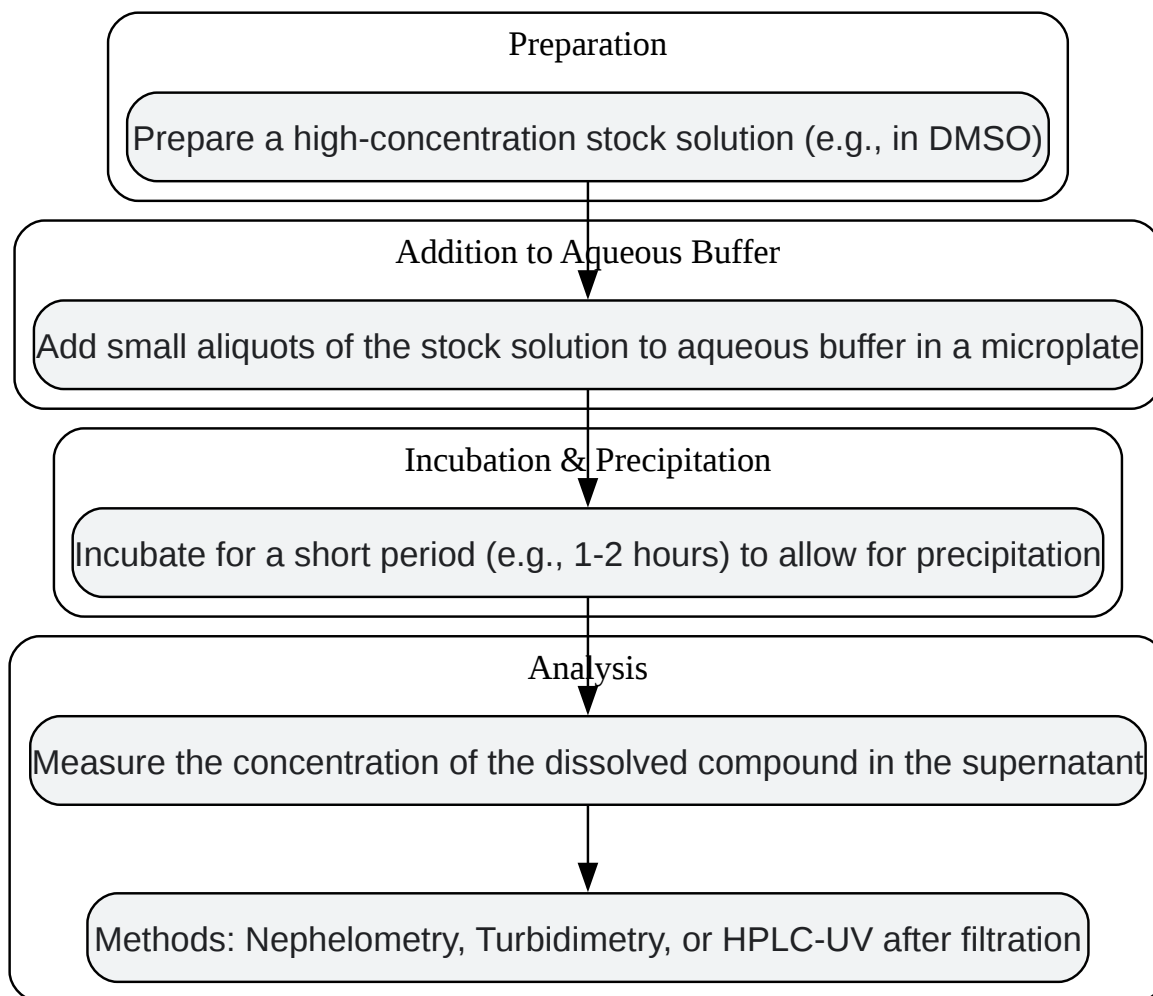 Preparation
Prepare a high-concentration stock solution (e.g., in DMSO)
Addition to Aqueous Buffer
Add small aliquots of the stock solution to aqueous buffer in a microplate
Incubation & Precipitation
Incubate for a short period (e.g., 1-2 hours) to allow for precipitation
Analysis
Measure the concentration of the dissolved compound in the supernatant
Methods: Nephelometry, Turbidimetry, or HPLC-UV after filtration